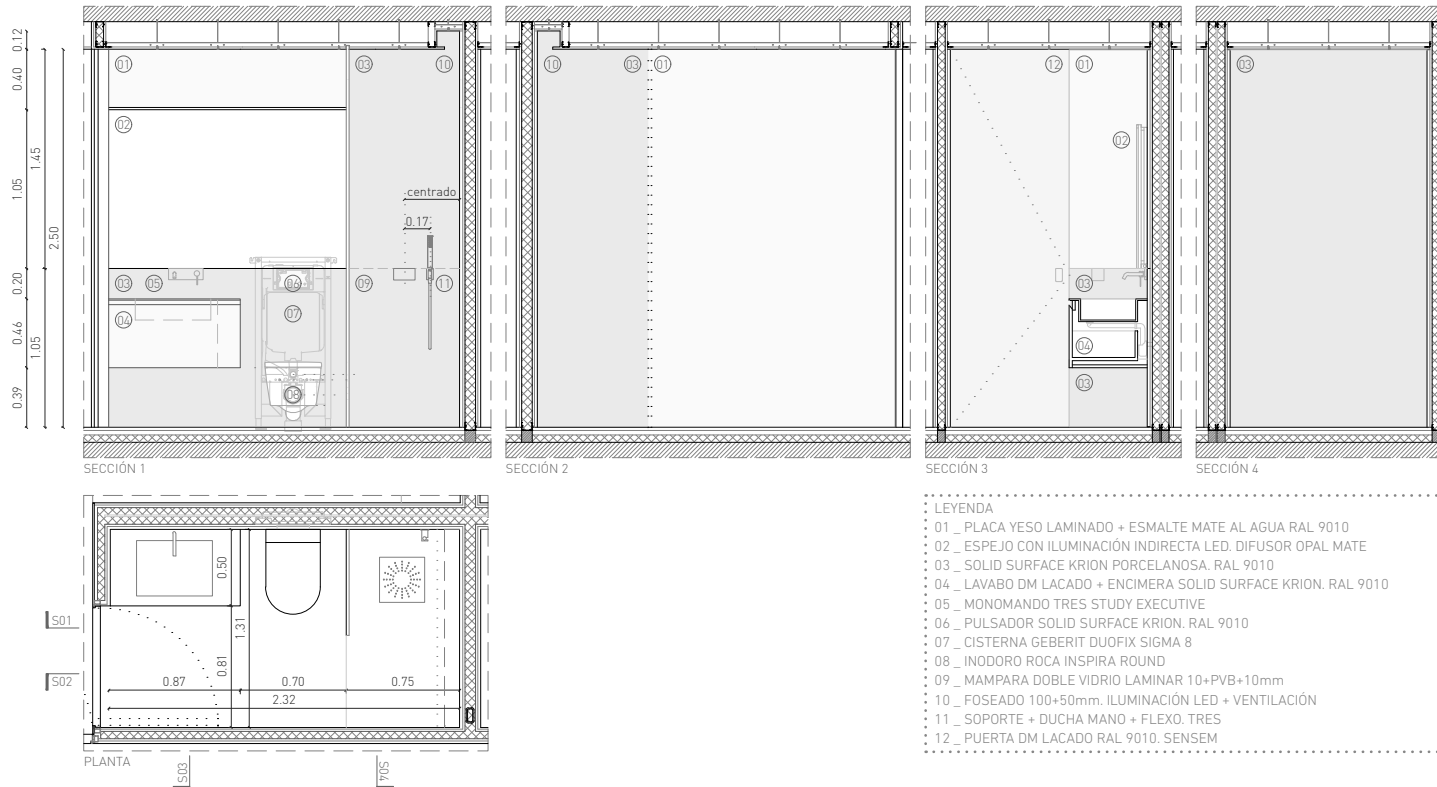 0.12
0.40
1.45
1.05
2.50
0.20
0.46
1.05
0.39
01
03
10
02
centrado
0.17
03
05
06
09
11
07
04
08
SECCIÓN 1
10
03
01
SECCIÓN 2
12
01
02
03
04
03
SECCIÓN 3
03
SECCIÓN 4
S01
S02
0.50
1.31
0.81
0.87
0.70
0.75
2.32
PLANTA
S03
S04
LEYENDA
01 _ PLACA YESO LAMINADO + ESMALTE MATE AL AGUA RAL 9010
02 _ ESPEJO CON ILUMINACIÓN INDIRECTA LED. DIFUSOR OPAL MATE
03 _ SOLID SURFACE KRION PORCELANOSA. RAL 9010
04 _ LAVABO DM LACADO + ENCIMERA SOLID SURFACE KRION. RAL 9010
05 _ MONOMANDO TRES STUDY EXECUTIVE
06 _ PULSADOR SOLID SURFACE KRION. RAL 9010
07 _ CISTERNA GEBERIT DUOFIX SIGMA 8
08 _ INODORO ROCA INSPIRA ROUND
09 _ MAMPARA DOBLE VIDRIO LAMINAR 10+PVB+10mm
10 _ FOSEADO 100+50mm. ILUMINACIÓN LED + VENTILACIÓN
11 _ SOPORTE + DUCHA MANO + FLEXO. TRES
12 _ PUERTA DM LACADO RAL 9010. SENSEM